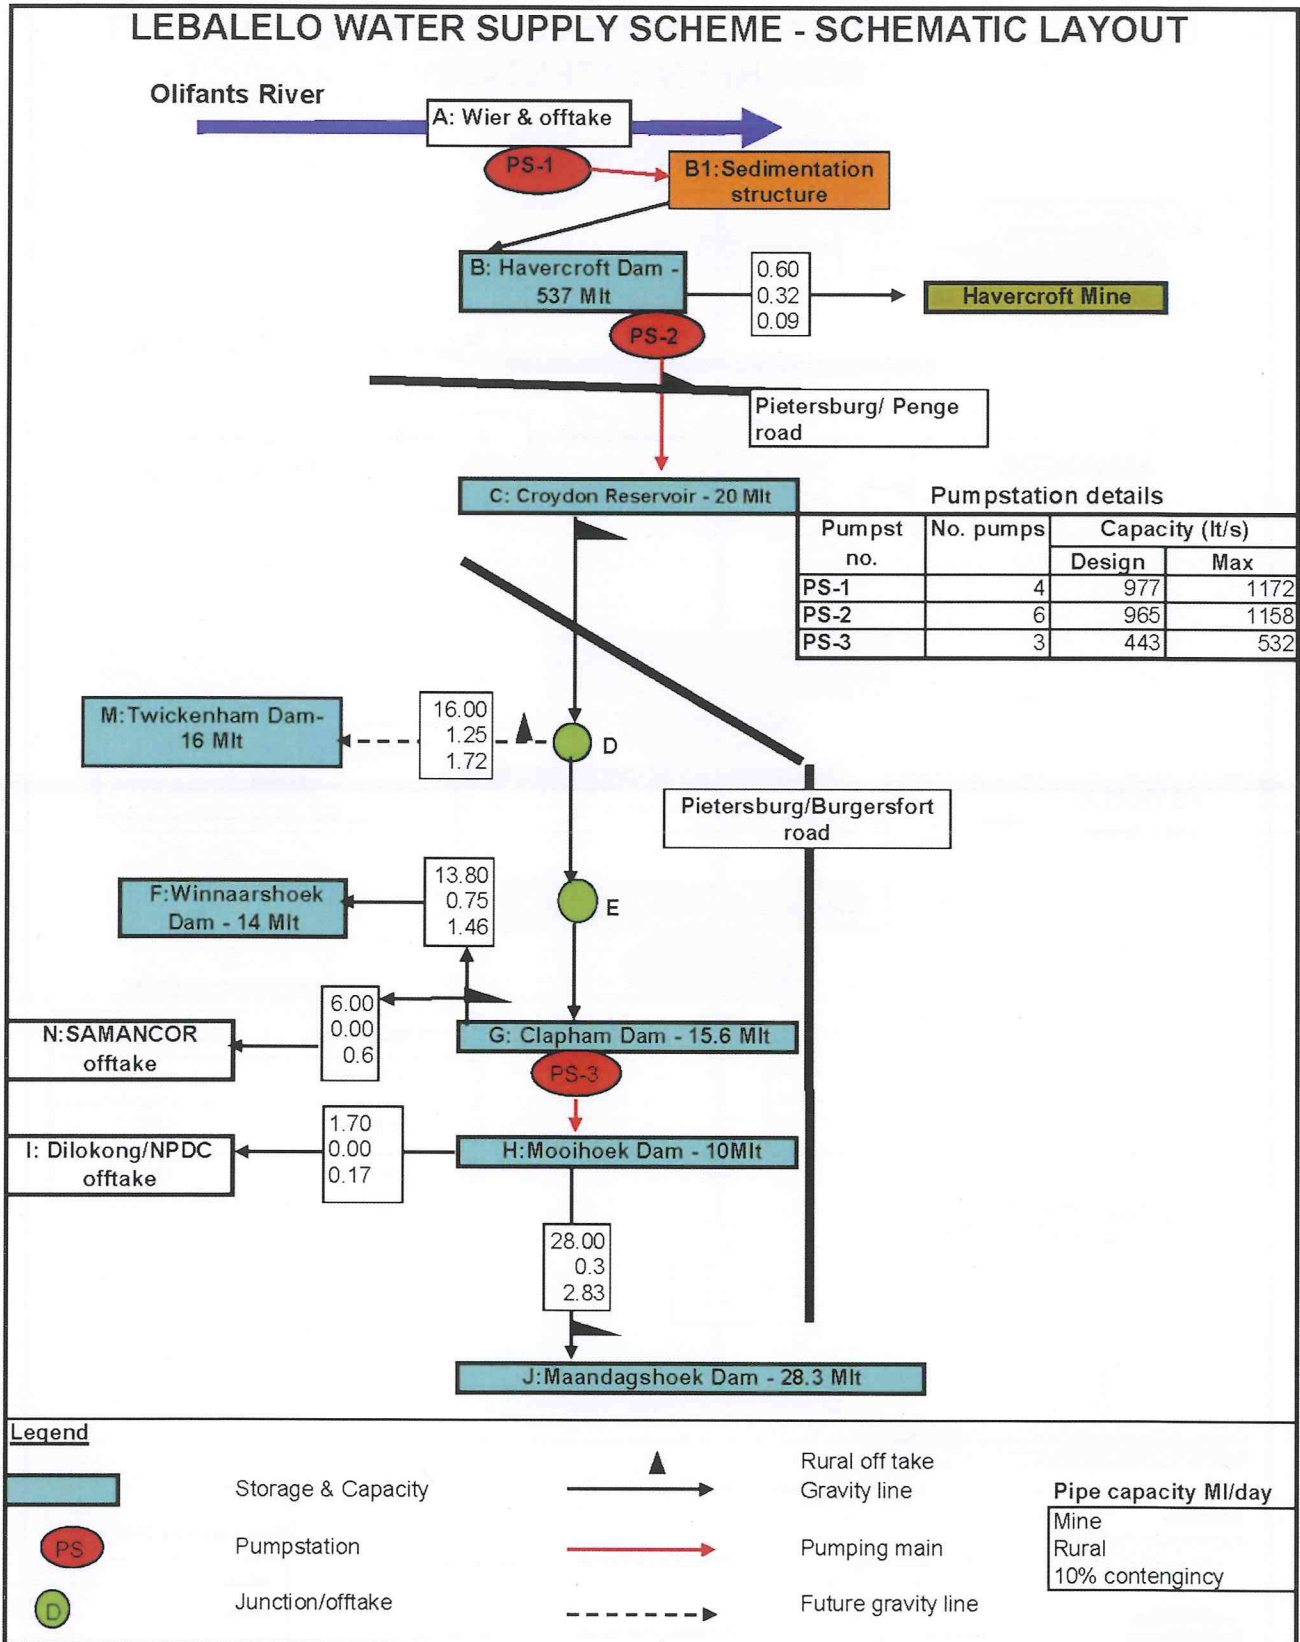 LEBALELO WATER SUPPLY SCHEME - SCHEMATIC LAYOUT
Olifants River
A: Wier & offtake
PS-1
B1:Sedimentation
structure
B: Havercroft Dam -
537 Mlt
0.60
0.32
0.09
Havercroft Mine
PS-2
Pietersburg/ Penge
road
C: Croydon Reservoir - 20 Mlt
Pumpstation details
Pumpst no. | No. pumps | Capacity (lt/s)
Design | Max
PS-1 | 4 | 977 | 1172
PS-2 | 6 | 965 | 1158
PS-3 | 3 | 443 | 532
M:Twickenham Dam-
16 Mlt
16.00
1.25
1.72
D
Pietersburg/Burgersfort
road
F:Winnaarshoek
Dam - 14 Mlt
13.80
0.75
1.46
E
N:SAMANCOR
offtake
6.00
0.00
0.6
G: Clapham Dam - 15.6 Mlt
PS-3
I: Dilokong/NPDC
offtake
1.70
0.00
0.17
H:Mooihoek Dam - 10Mlt
28.00
0.3
2.83
J:Maandagshoek Dam - 28.3 Mlt
Legend
Storage & Capacity
Rural off take
Gravity line
PS
Pumpstation
Pumping main
D
Junction/offtake
Future gravity line
Pipe capacity Ml/day
Mine
Rural
10% contengincy